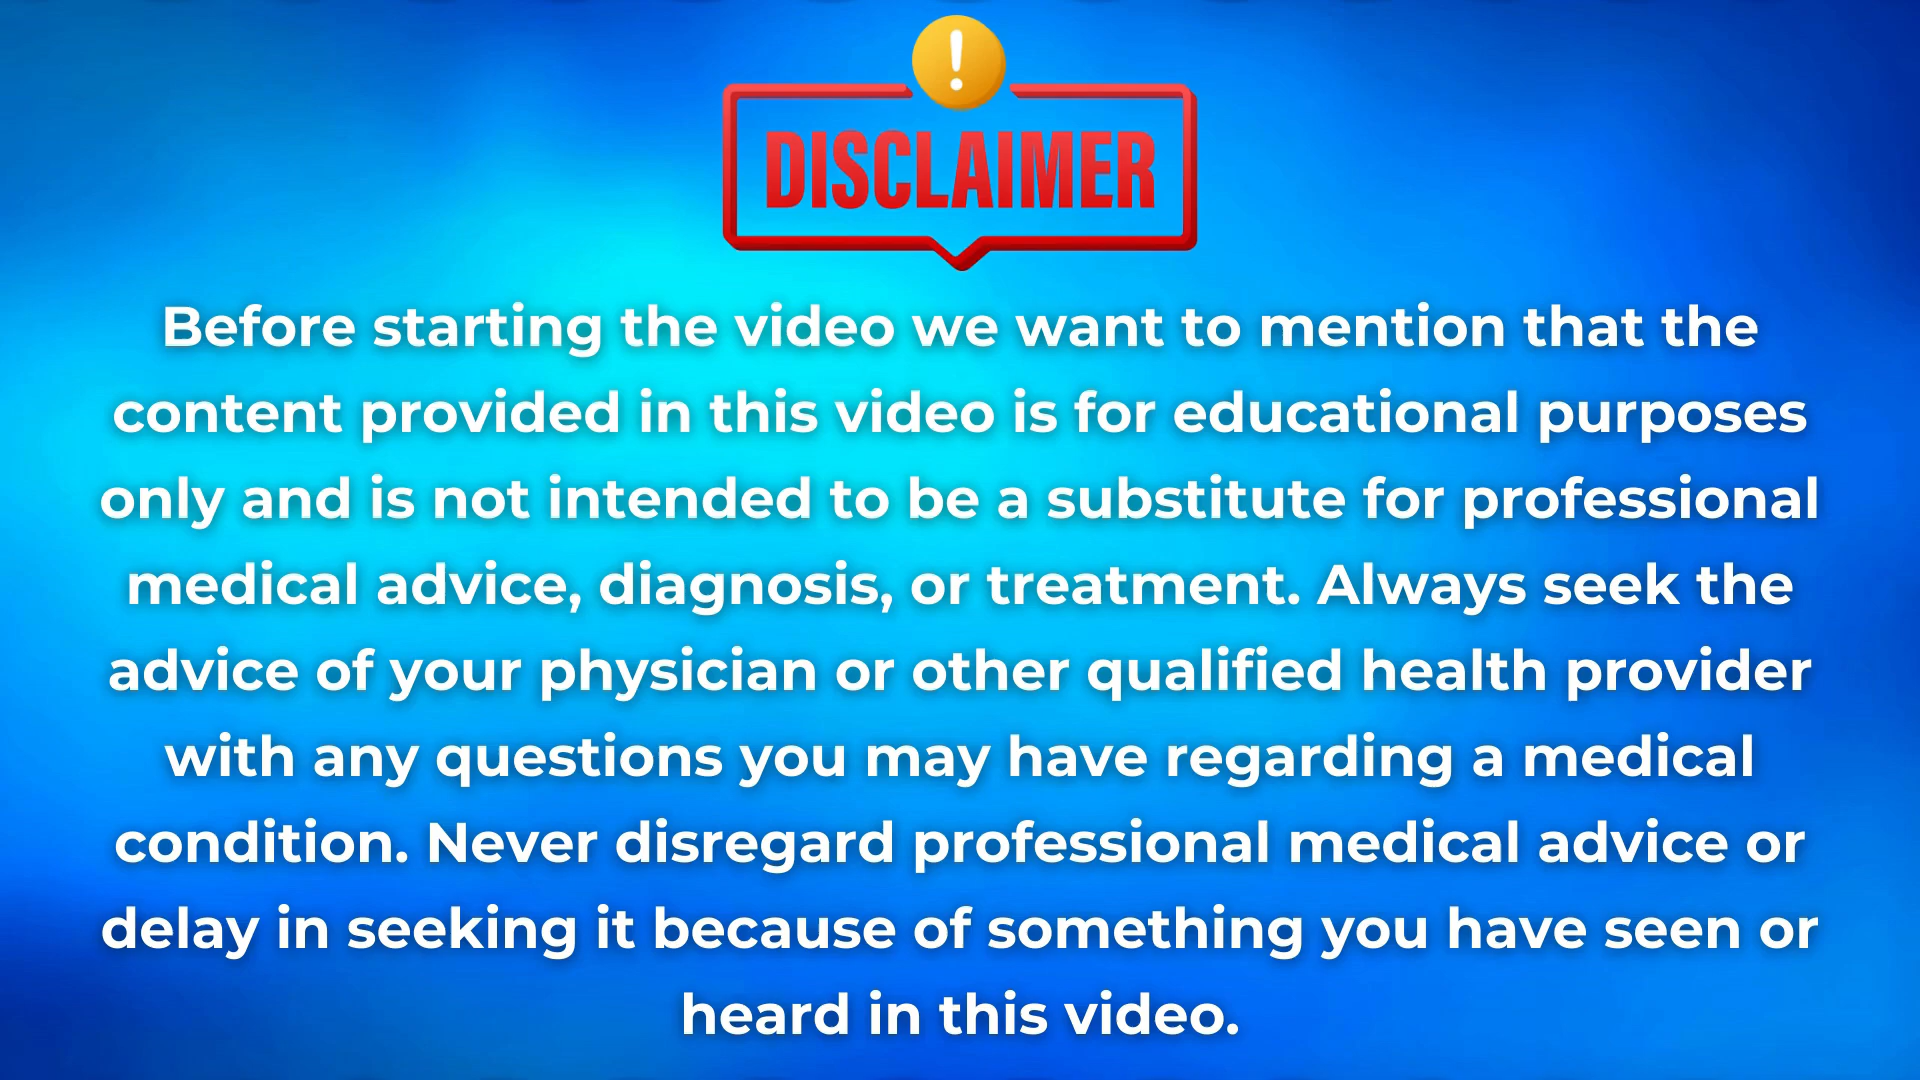 !
DISCLAIMER
Before starting the video we want to mention that the
content provided in this video is for educational purposes
only and is not intended to be a substitute for professional
medical advice, diagnosis, or treatment. Always seek the
advice of your physician or other qualified health provider
with any questions you may have regarding a medical
condition. Never disregard professional medical advice or
delay in seeking it because of something you have seen or
heard in this video.